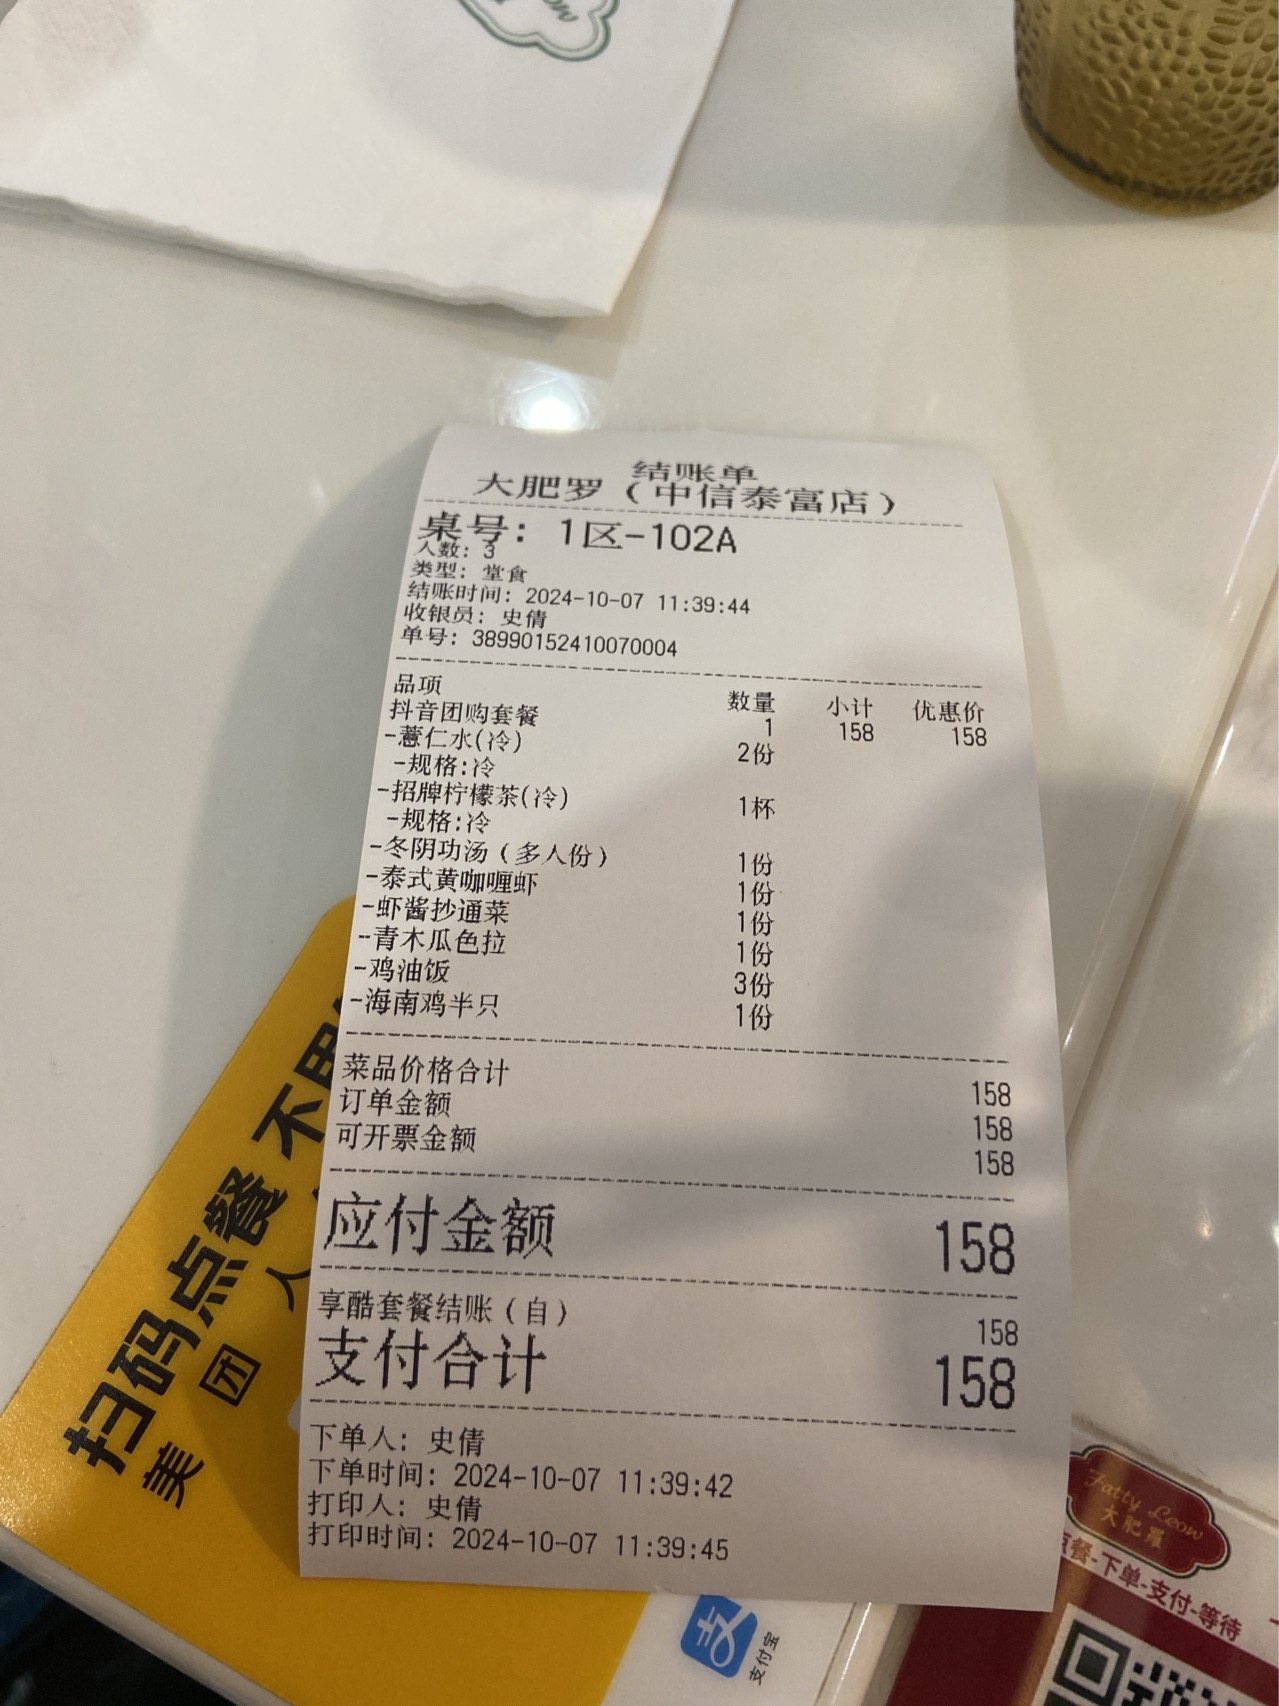 结账单
大肥罗（中信泰富店）
桌号: 1区-102A
人数: 3
类型: 堂食
结账时间: 2024-10-07 11:39:44
收银员: 史倩
单号: 38990152410070004
品项 数量 小计 优惠价
抖音团购套餐 1 158 158
-薏仁水(冷) 2份
-规格:冷
-招牌柠檬茶(冷) 1杯
-规格:冷
-冬阴功汤（多人份） 1份
-泰式黄咖喱虾 1份
-虾酱抄通菜 1份
-青木瓜色拉 1份
-鸡油饭 3份
-海南鸡半只 1份
菜品价格合计 158
订单金额 158
可开票金额 158
应付金额 158
享酷套餐结账（自） 158
支付合计 158
下单人: 史倩
下单时间: 2024-10-07 11:39:42
打印人: 史倩
打印时间: 2024-10-07 11:39:45
扫码点餐 不用
美团
支付宝
Fatty Leow
大肥羅
点餐-下单-支付-等待